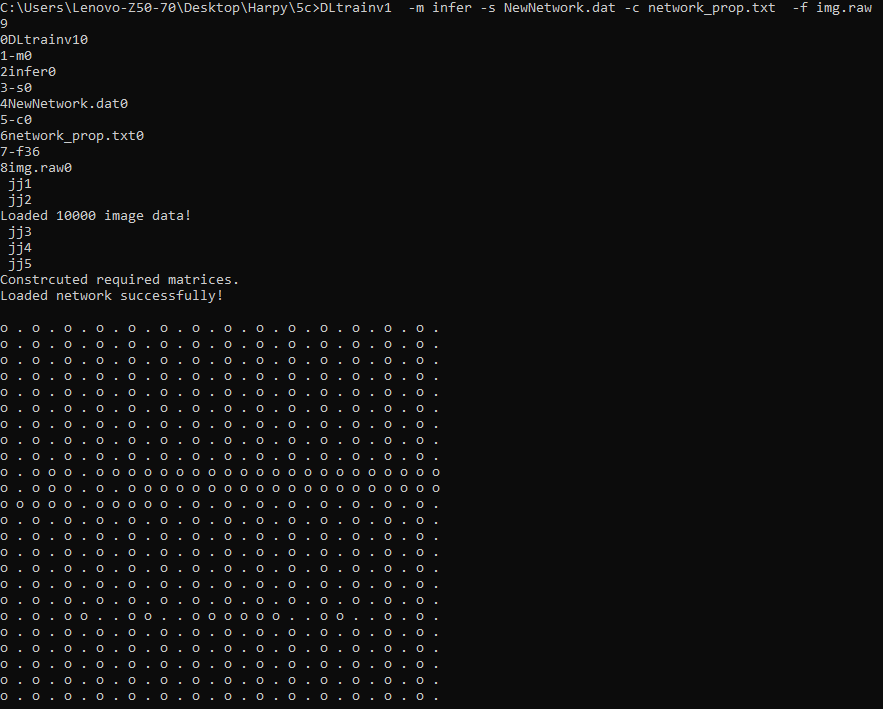 C:\Users\Lenovo-Z50-70\Desktop\Harpy\5c>DLtrainv1  -m infer -s NewNetwork.dat -c network_prop.txt  -f img.raw
9
0DLtrainv10
1-m0
2infer0
3-s0
4NewNetwork.dat0
5-c0
6network_prop.txt0
7-f36
8img.raw0
 jj1
 jj2
Loaded 10000 image data!
 jj3
 jj4
 jj5
Constrcuted required matrices.
Loaded network successfully!
o . o . o . o . o . o . o . o . o . o . o . o . o . o .
o . o . o . o . o . o . o . o . o . o . o . o . o . o .
o . o . o . o . o . o . o . o . o . o . o . o . o . o .
o . o . o . o . o . o . o . o . o . o . o . o . o . o .
o . o . o . o . o . o . o . o . o . o . o . o . o . o .
o . o . o . o . o . o . o . o . o . o . o . o . o . o .
o . o . o . o . o . o . o . o . o . o . o . o . o . o .
o . o . o . o . o . o . o . o . o . o . o . o . o . o .
o . o . o . o . o . o . o . o . o . o . o . o . o . o .
o . o o o . o o o o o o o o o o o o o o o o o o o o o o
o . o o o . o . o o o o o o o o o o o o o o o o o o o o
o o o o o . o o o o o . o . o . o . o . o . o . o . o .
o . o . o . o . o . o . o . o . o . o . o . o . o . o .
o . o . o . o . o . o . o . o . o . o . o . o . o . o .
o . o . o . o . o . o . o . o . o . o . o . o . o . o .
o . o . o . o . o . o . o . o . o . o . o . o . o . o .
o . o . o . o . o . o . o . o . o . o . o . o . o . o .
o . o . o . o . o . o . o . o . o . o . o . o . o . o .
o . o . o o . . o o . . o o o o o o . . o o . . o . o .
o . o . o . o . o . o . o . o . o . o . o . o . o . o .
o . o . o . o . o . o . o . o . o . o . o . o . o . o .
o . o . o . o . o . o . o . o . o . o . o . o . o . o .
o . o . o . o . o . o . o . o . o . o . o . o . o . o .
o . o . o . o . o . o . o . o . o . o . o . o . o . o .